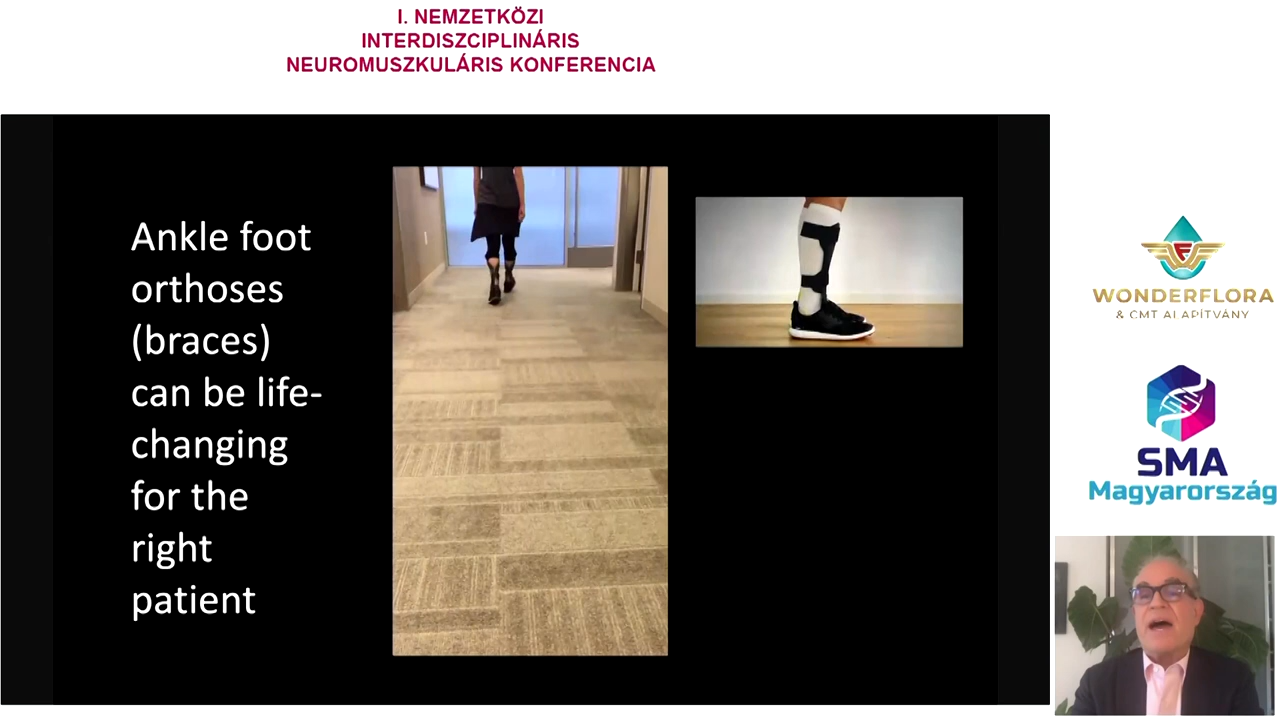 I. NEMZETKÖZI
INTERDISZCIPLINÁRIS
NEUROMUSZKULÁRIS KONFERENCIA
Ankle foot
orthoses
(braces)
can be life-
changing
for the
right
patient
WONDERFLORA
& CMT ALAPÍTVÁNY
SMA
Magyarország